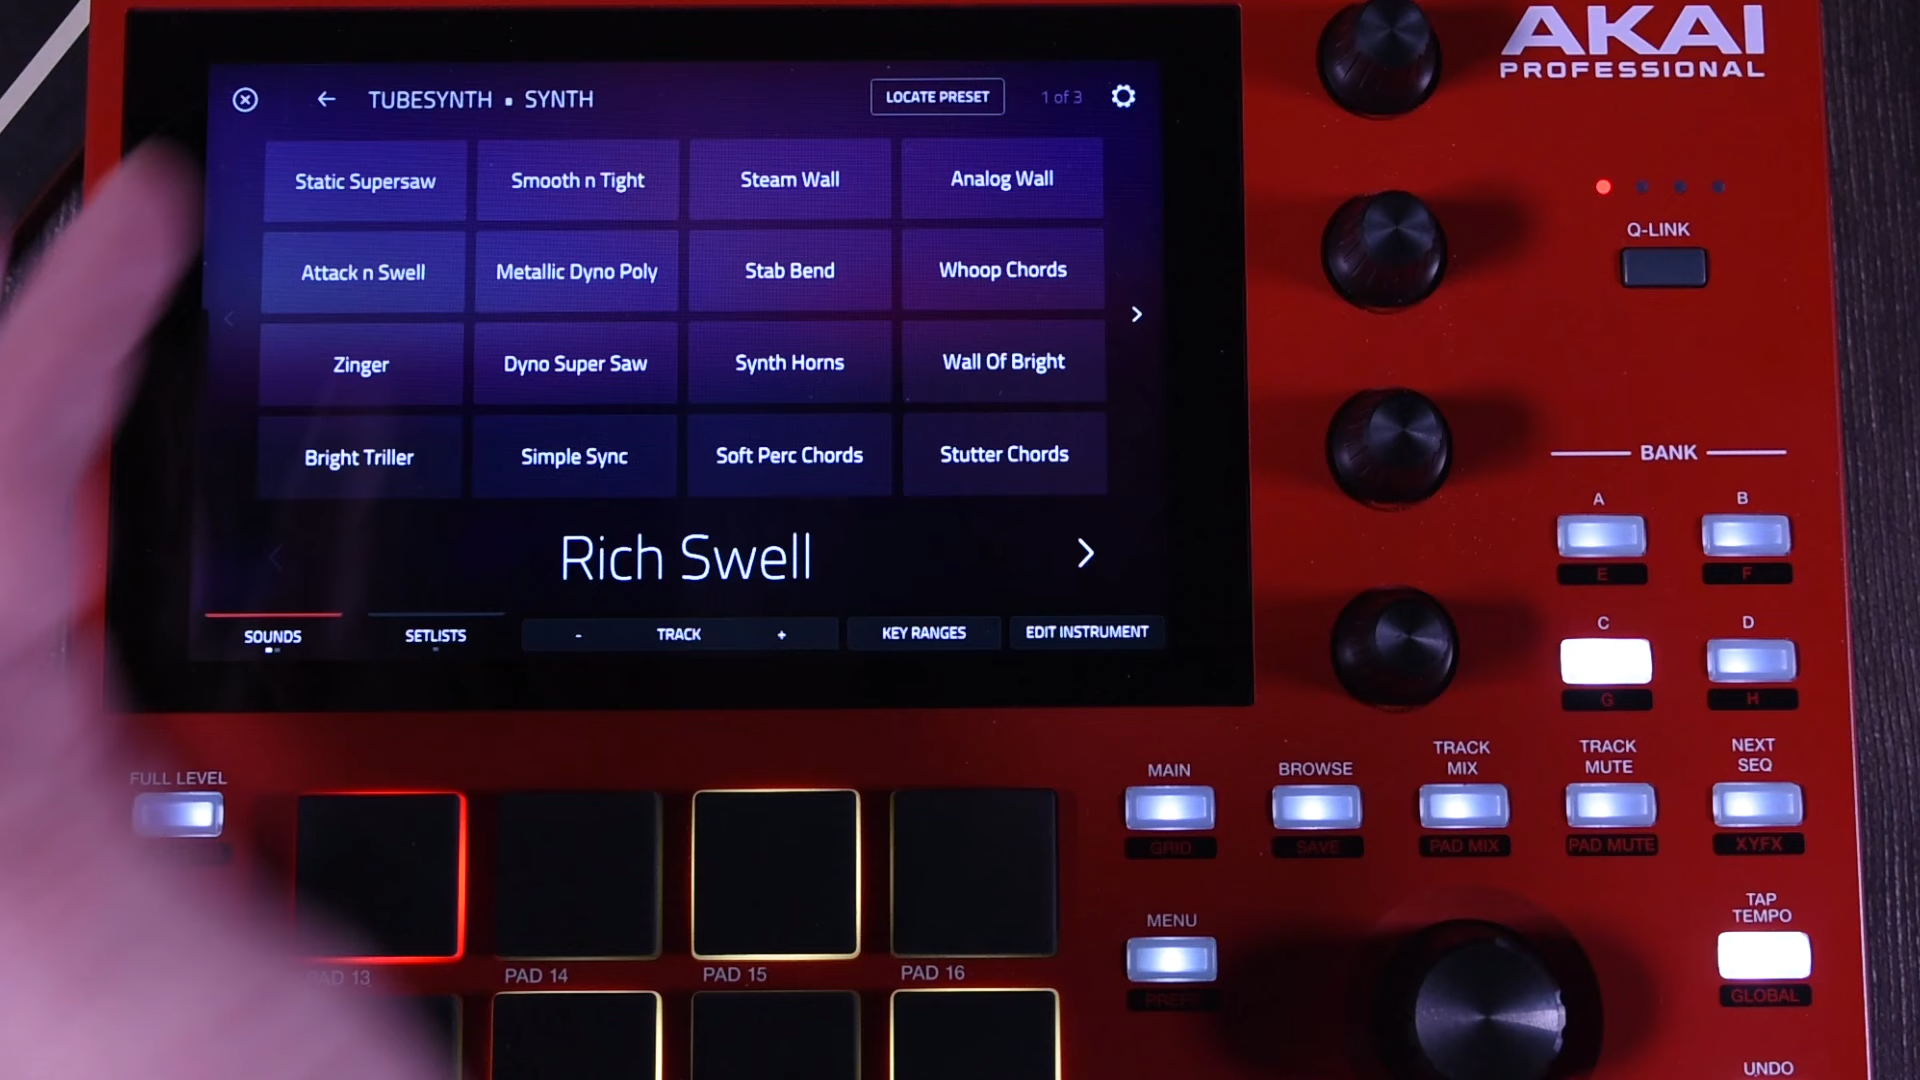 AKAI
PROFESSIONAL
TUBESYNTH ▪ SYNTH
LOCATE PRESET
1 of 3
Static Supersaw
Smooth n Tight
Steam Wall
Analog Wall
Attack n Swell
Metallic Dyno Poly
Stab Bend
Whoop Chords
Zinger
Dyno Super Saw
Synth Horns
Wall Of Bright
Bright Triller
Simple Sync
Soft Perc Chords
Stutter Chords
Rich Swell
SOUNDS
SETLISTS
- TRACK +
KEY RANGES
EDIT INSTRUMENT
Q-LINK
BANK
A
B
E
F
C
D
G
H
FULL LEVEL
MAIN
BROWSE
TRACK
MIX
TRACK
MUTE
NEXT
SEQ
GRID
SAVE
PAD MIX
PAD MUTE
XYFX
MENU
TAP
TEMPO
GLOBAL
PAD 13
PAD 14
PAD 15
PAD 16
UNDO